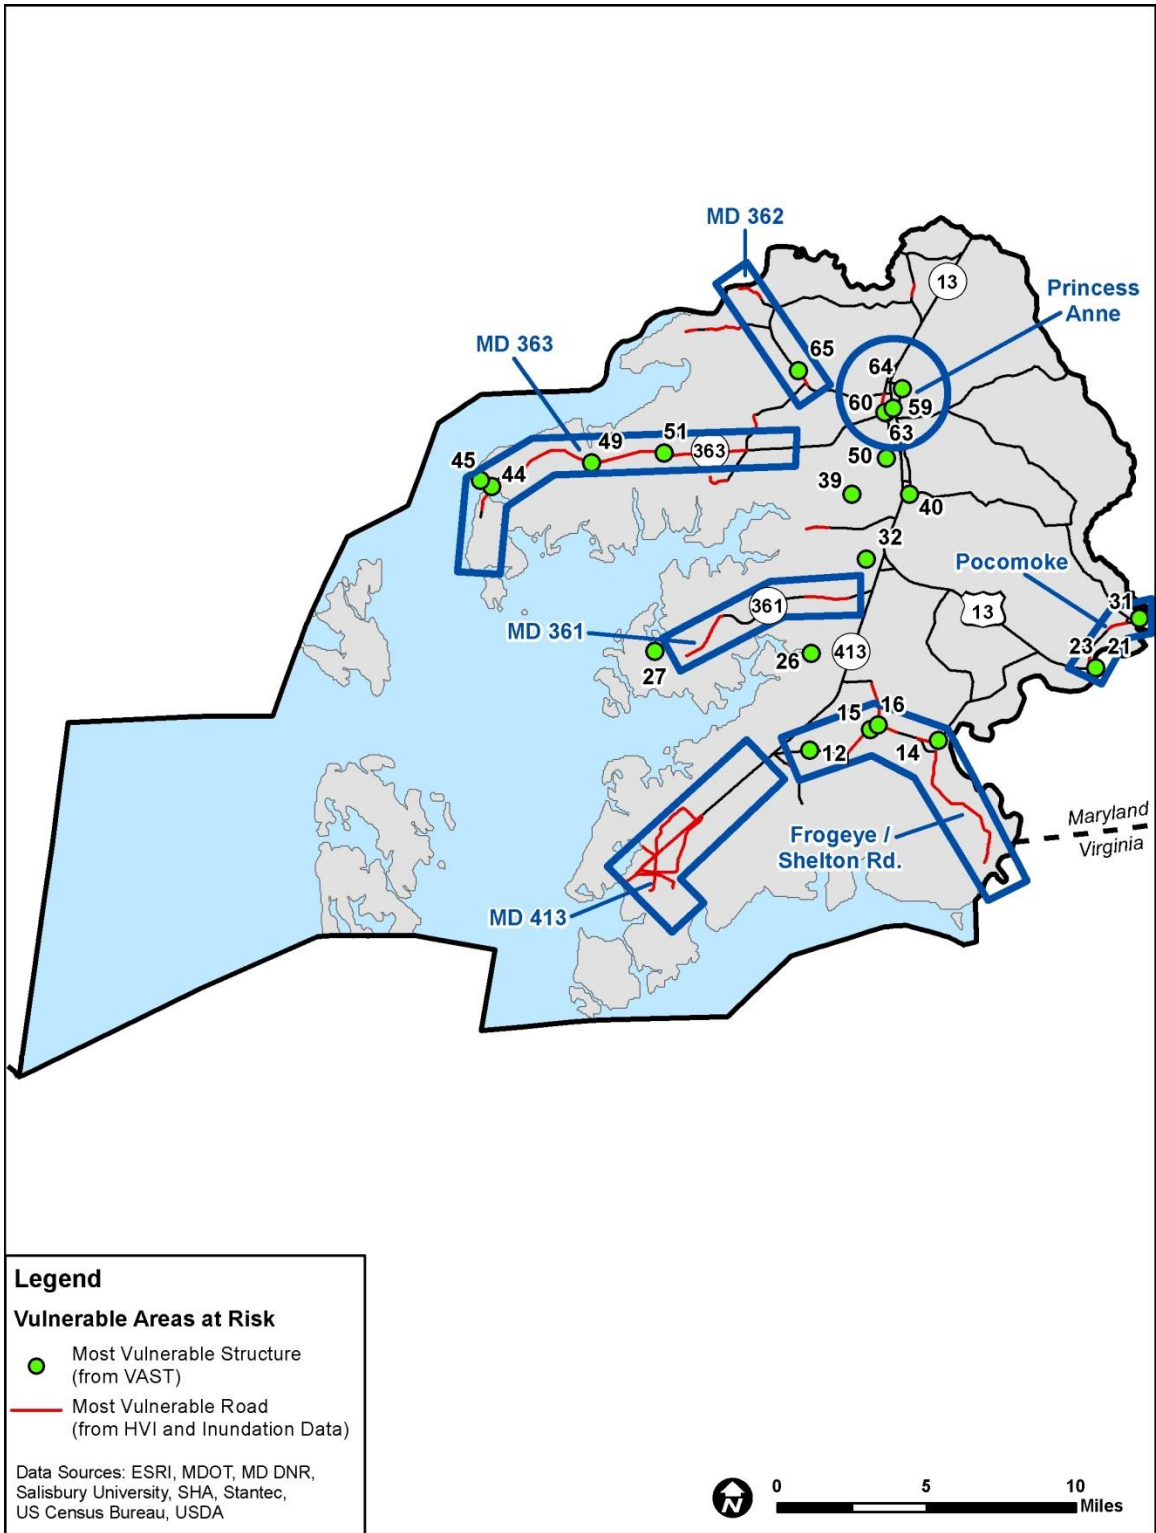 MD 362
13
Princess
Anne
MD 363
65
64
60
59
63
49
51
363
45
44
50
39
40
32
Pocomoke
31
13
361
MD 361
23
21
27
26
413
16
15
12
14
Maryland
Virginia
Frogeye /
Shelton Rd.
MD 413
Legend
Vulnerable Areas at Risk
Most Vulnerable Structure
(from VAST)
Most Vulnerable Road
(from HVI and Inundation Data)
Data Sources: ESRI, MDOT, MD DNR,
Salisbury University, SHA, Stantec,
US Census Bureau, USDA
N
0 5 10
Miles